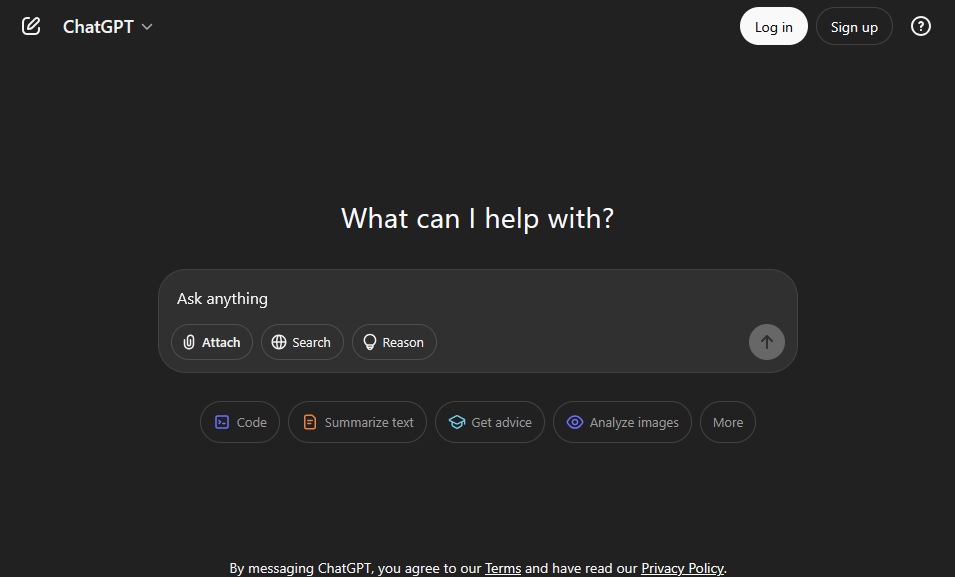 ChatGPT
Log in
Sign up
What can I help with?
Ask anything
Attach
Search
Reason
Code
Summarize text
Get advice
Analyze images
More
By messaging ChatGPT, you agree to our Terms and have read our Privacy Policy.